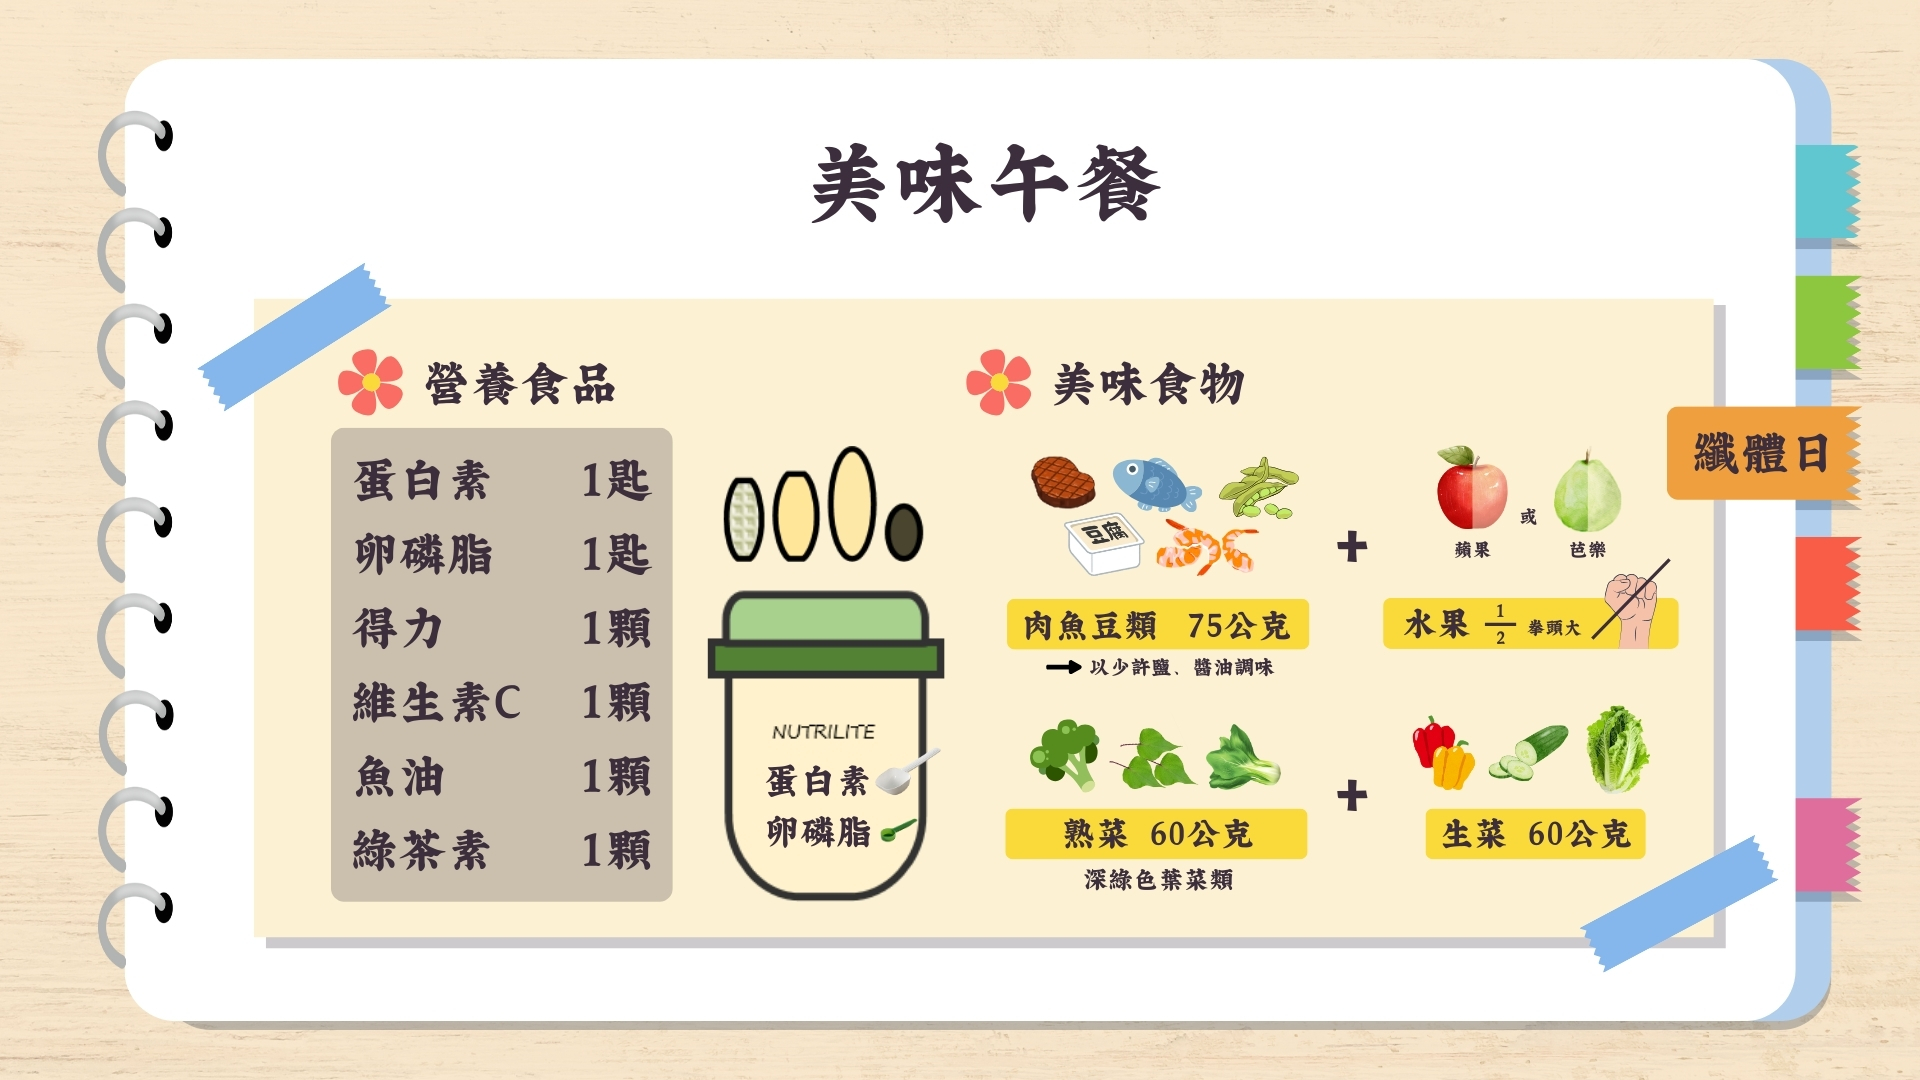 美味午餐
營養食品
蛋白素 1匙
卵磷脂 1匙
得力 1顆
維生素C 1顆
魚油 1顆
綠茶素 1顆
NUTRILITE
蛋白素
卵磷脂
美味食物
豆腐
肉魚豆類 75公克
以少許鹽、醬油調味
+
或
蘋果 芭樂
水果 1/2 拳頭大
熟菜 60公克
深綠色葉菜類
+
生菜 60公克
纖體日